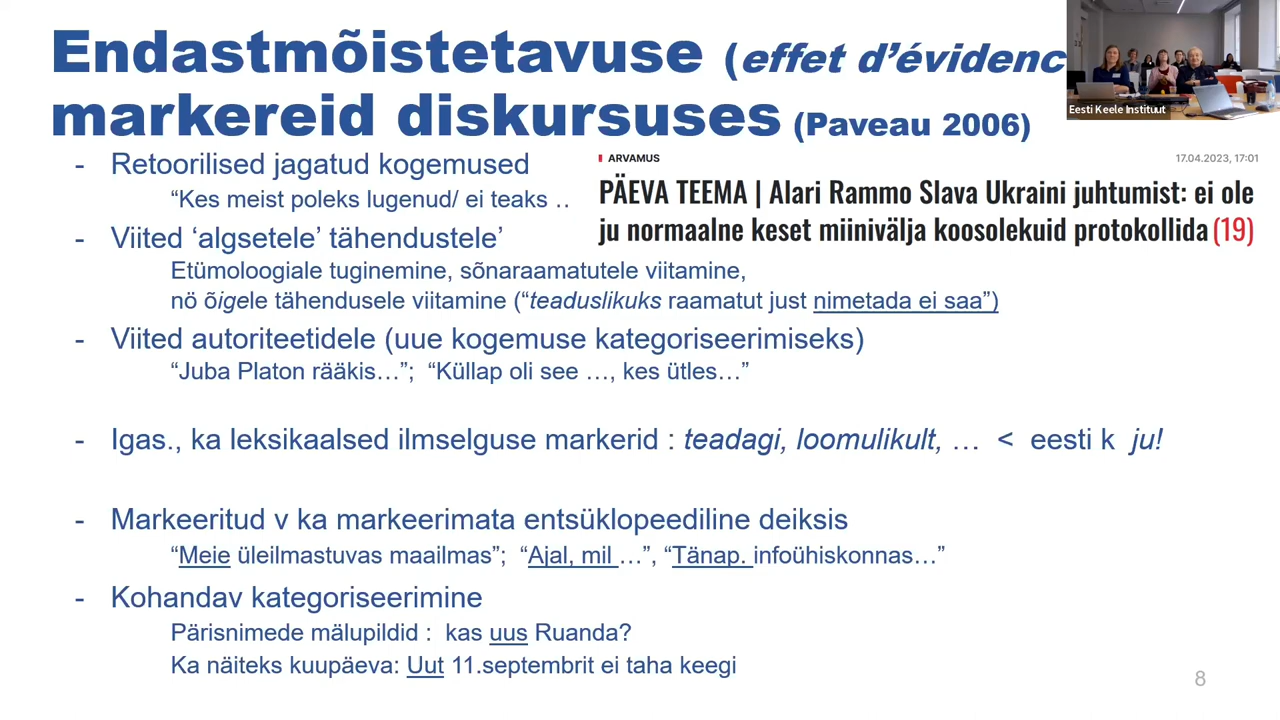 Endastmõistetavuse (effet d’évidenc
markereid diskursuses (Paveau 2006)
Eesti Keele Instituut
- Retoorilised jagatud kogemused
“Kes meist poleks lugenud/ ei teaks ..
ARVAMUS 17.04.2023, 17:01
PÄEVA TEEMA | Alari Rammo Slava Ukraini juhtumist: ei ole
ju normaalne keset miinivälja koosolekuid protokollida (19)
- Viited ‘algsetele’ tähendustele’
Etümoloogiale tuginemine, sõnaraamatutele viitamine,
nö õigele tähendusele viitamine (“teaduslikuks raamatut just nimetada ei saa”)
- Viited autoriteetidele (uue kogemuse kategoriseerimiseks)
“Juba Platon rääkis…”; “Küllap oli see …, kes ütles…”
- Igas., ka leksikaalsed ilmselguse markerid : teadagi, loomulikult, … < eesti k ju!
- Markeeritud v ka markeerimata entsüklopeediline deiksis
“Meie üleilmastuvas maailmas”; “Ajal, mil …”, “Tänap. infoühiskonnas…”
- Kohandav kategoriseerimine
Pärisnimede mälupildid : kas uus Ruanda?
Ka näiteks kuupäeva: Uut 11.septembrit ei taha keegi
8